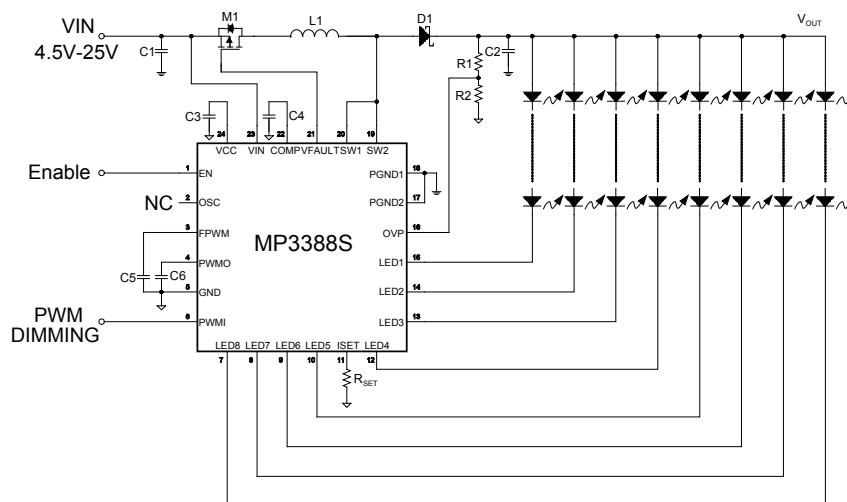 M1
L1
D1
VIN
4.5V-25V
C1
V_OUT
R1
C2
R2
C3
C4
24
23
22
21
20
19
VCC
VIN
COMP
VFAULT
SW1
SW2
Enable
1
EN
PGND1
18
NC
2
OSC
PGND2
17
3
FPWM
MP3388S
OVP
16
C5
C6
4
PWMO
LED1
15
5
GND
LED2
14
PWM
DIMMING
6
PWMI
LED3
13
LED8
LED7
LED6
LED5
ISET
LED4
7
8
9
10
11
12
R_SET